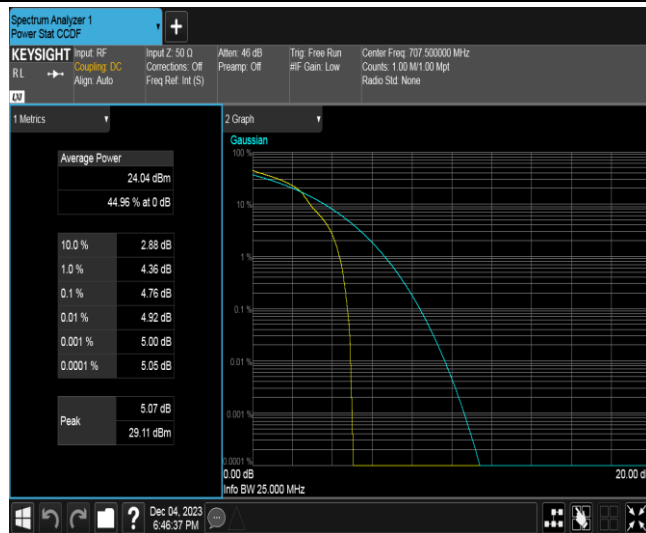 Spectrum Analyzer 1
Power Stat CCDF
+
KEYSIGHT
RL
Input: RF
Coupling: DC
Align: Auto
Input Z: 50 Ω
Corrections: Off
Freq Ref: Int (S)
Atten: 46 dB
Preamp: Off
Trig: Free Run
#IF Gain: Low
Center Freq: 707.500000 MHz
Counts: 1.00 M/1.00 Mpt
Radio Std: None
1 Metrics
Average Power
24.04 dBm
44.96 % at 0 dB
10.0 % 2.88 dB
1.0 % 4.36 dB
0.1 % 4.76 dB
0.01 % 4.92 dB
0.001 % 5.00 dB
0.0001 % 5.05 dB
Peak
5.07 dB
29.11 dBm
2 Graph
Gaussian
100 %
10 %
1 %
0.1 %
0.01 %
0.001 %
0.0001 %
0.00 dB
20.00 d
Info BW 25.000 MHz
?
Dec 04, 2023
6:46:37 PM